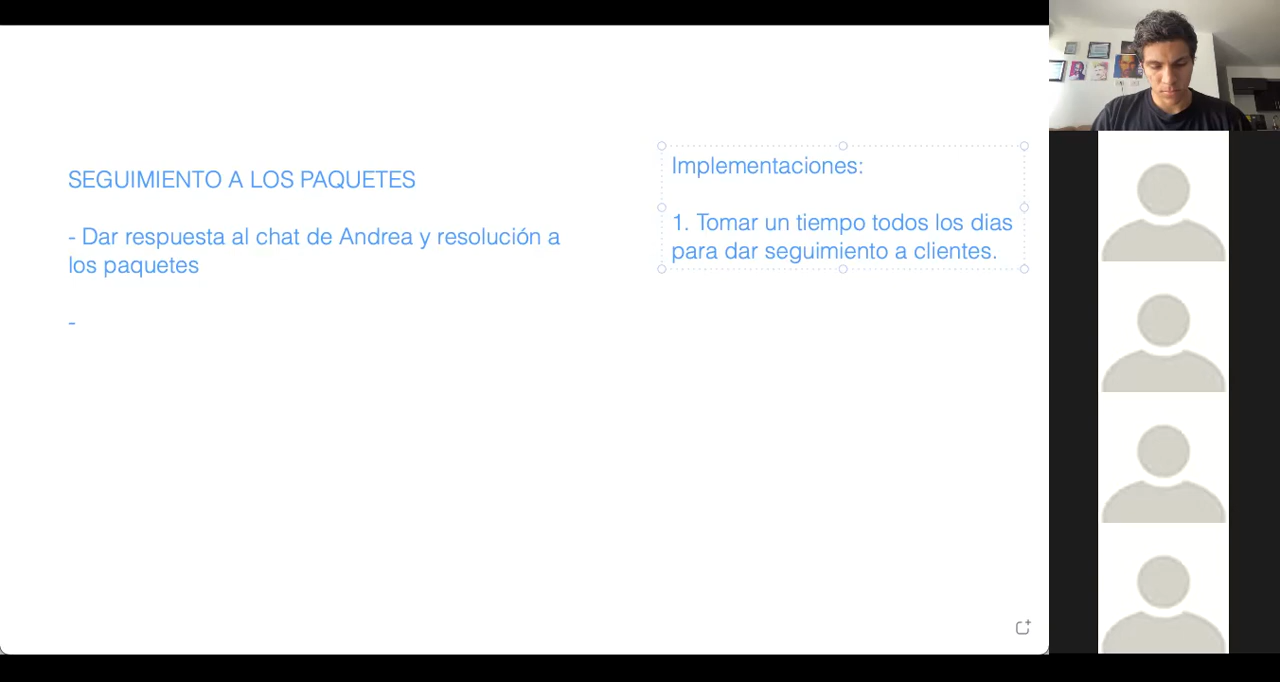 SEGUIMIENTO A LOS PAQUETES
- Dar respuesta al chat de Andrea y resolución a
los paquetes
-
Implementaciones:
1. Tomar un tiempo todos los dias
para dar seguimiento a clientes.